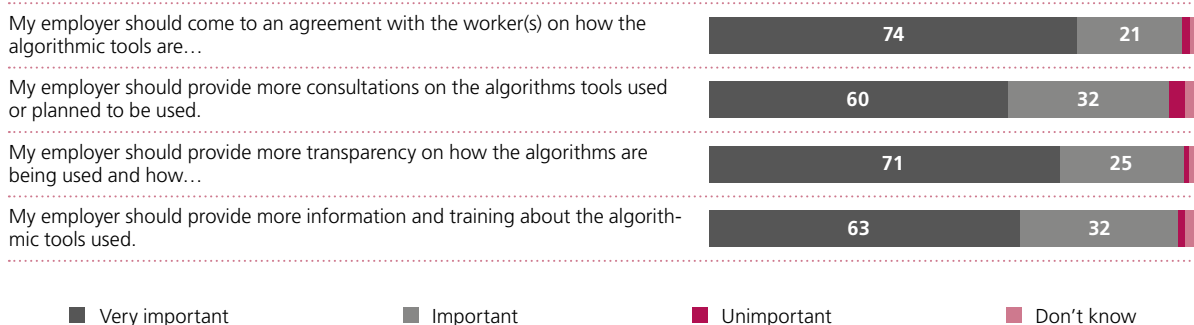 My employer should come to an agreement with the worker(s) on how the
algorithmic tools are…
74 21
My employer should provide more consultations on the algorithms tools used
or planned to be used.
60 32
My employer should provide more transparency on how the algorithms are
being used and how…
71 25
My employer should provide more information and training about the algorith-
mic tools used.
63 32
Very important Important Unimportant Don't know